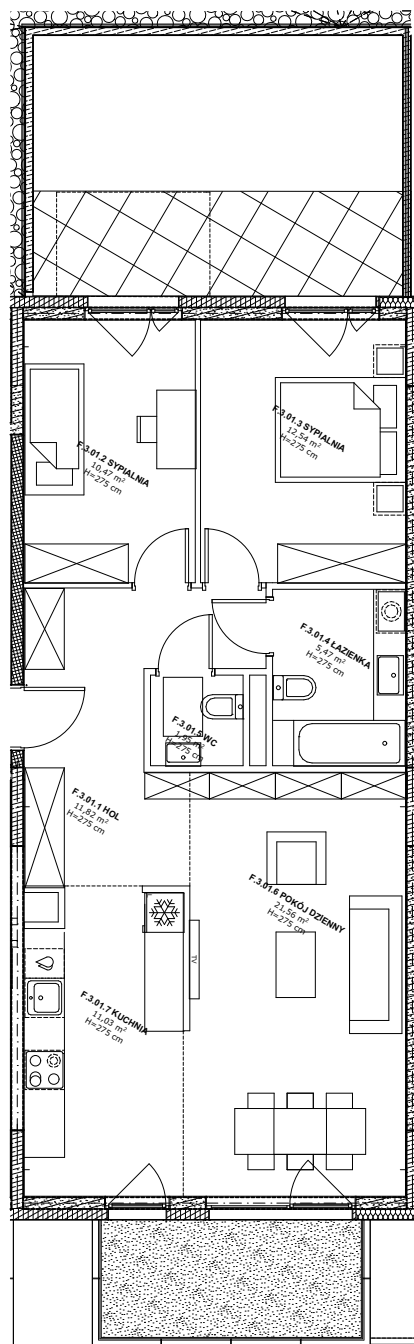 F.3.01.2 SYPIALNIA
10,47 m²
H=275 cm
F.3.01.3 SYPIALNIA
12,54 m²
H=275 cm
F.3.01.4 ŁAZIENKA
5,47 m²
H=275 cm
F.3.01.5 WC
1,95 m²
H=275 cm
F.3.01.1 HOL
11,82 m²
H=275 cm
F.3.01.6 POKÓJ DZIENNY
21,56 m²
H=275 cm
TV
F.3.01.7 KUCHNIA
11,03 m²
H=275 cm